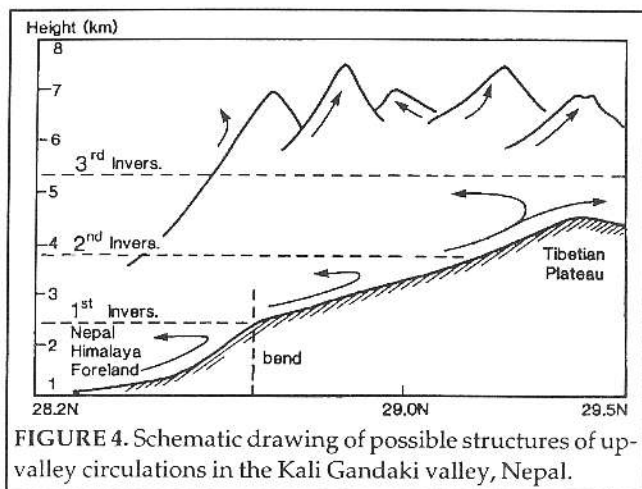 Height (km)
8
7
6
3rd Invers.
5
2nd Invers.
4
3
1st Invers.
Nepal
Himalaya
Foreland
2
1
bend
Tibetian
Plateau
28.2N
29.0N
29.5N
FIGURE 4. Schematic drawing of possible structures of up-
valley circulations in the Kali Gandaki valley, Nepal.